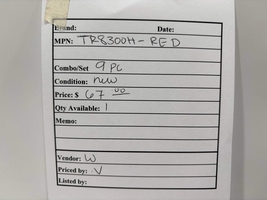 Brand: Date:
MPN: TR8300H-RED
Combo/Set 9 PC
Condition: new
Price: $ 67 00
Qty Available: 1
Memo:
Vendor: W
Priced by: V
Listed by: